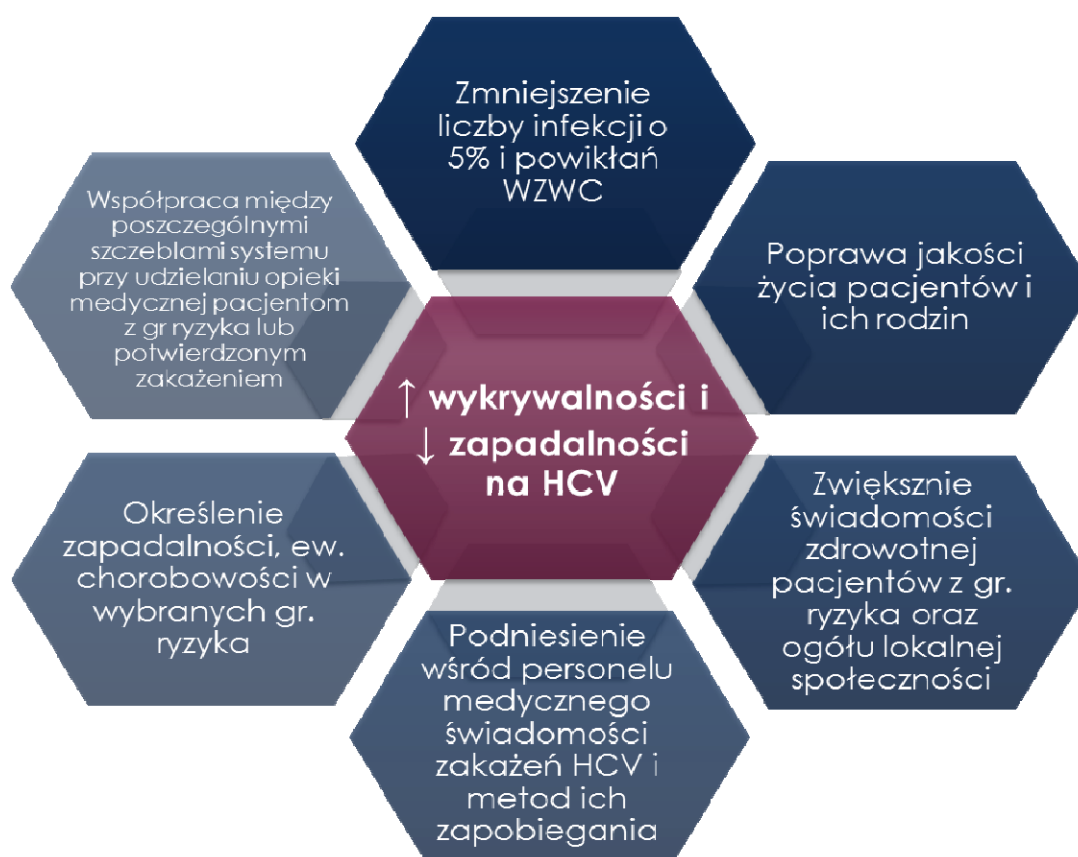 Zmniejszenie
liczby infekcji o
5% i powikłań
WZWC
Poprawa jakości
życia pacjentów i
ich rodzin
Zwiększnie
świadomości
zdrowotnej
pacjentów z gr.
ryzyka oraz
ogółu lokalnej
społeczności
Podniesienie
wśród personelu
medycznego
świadomości
zakażeń HCV i
metod ich
zapobiegania
Określenie
zapadalności, ew.
chorobowości w
wybranych gr.
ryzyka
Współpraca między
poszczególnymi
szczeblami systemu
przy udzielaniu opieki
medycznej pacjentom
z gr ryzyka lub
potwierdzonym
zakażeniem
↑ wykrywalności i
↓ zapadalności
na HCV